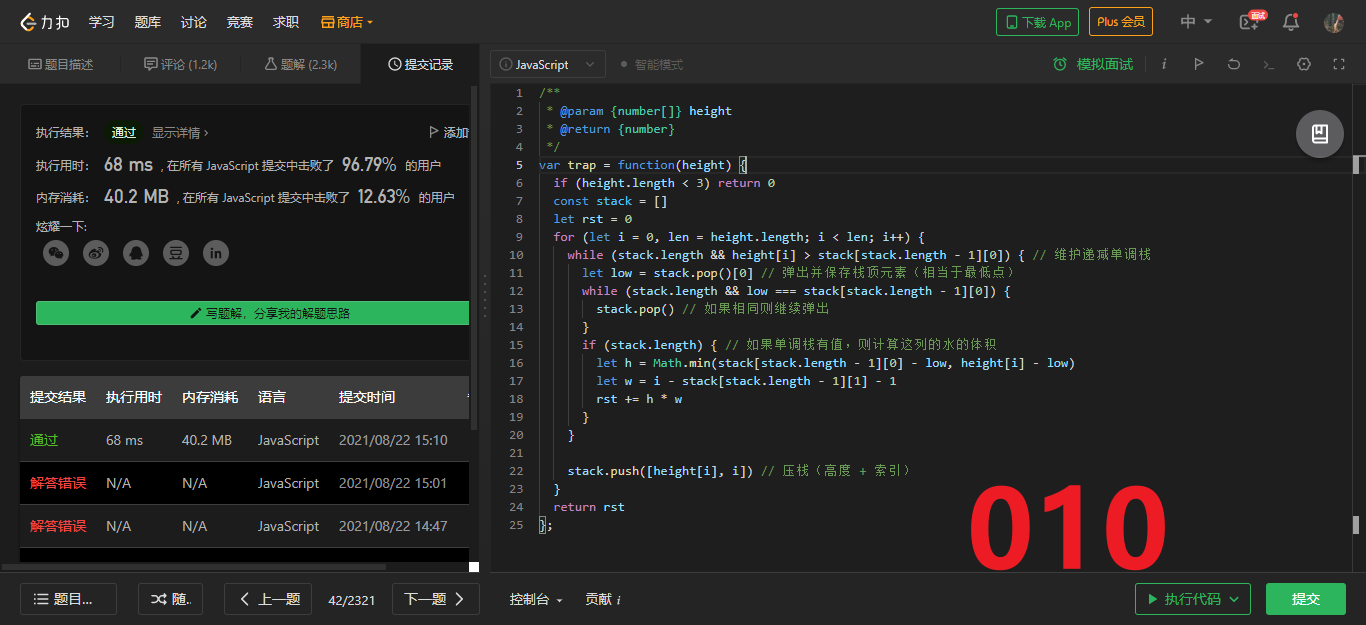 力扣 学习 题库 讨论 竞赛 求职 商店 下载 App Plus 会员 中 面试
题目描述 评论 (1.2k) 题解 (2.3k) 提交记录
执行结果： 通过 显示详情 › 添加
执行用时： 68 ms , 在所有 JavaScript 提交中击败了 96.79% 的用户
内存消耗： 40.2 MB , 在所有 JavaScript 提交中击败了 12.63% 的用户
炫耀一下:
豆 in
写题解，分享我的解题思路
提交结果 执行用时 内存消耗 语言 提交时间
通过 68 ms 40.2 MB JavaScript 2021/08/22 15:10
解答错误 N/A N/A JavaScript 2021/08/22 15:01
解答错误 N/A N/A JavaScript 2021/08/22 14:47
题目... 随.. 上一题 42/2321 下一题
JavaScript 智能模式 模拟面试 i
1 /**
2 * @param {number[]} height
3 * @return {number}
4 */
5 var trap = function(height) {
6 if (height.length < 3) return 0
7 const stack = []
8 let rst = 0
9 for (let i = 0, len = height.length; i < len; i++) {
10 while (stack.length && height[i] > stack[stack.length - 1][0]) { // 维护递减单调栈
11 let low = stack.pop()[0] // 弹出并保存栈顶元素（相当于最低点）
12 while (stack.length && low === stack[stack.length - 1][0]) {
13 stack.pop() // 如果相同则继续弹出
14 }
15 if (stack.length) { // 如果单调栈有值，则计算这列的水的体积
16 let h = Math.min(stack[stack.length - 1][0] - low, height[i] - low)
17 let w = i - stack[stack.length - 1][1] - 1
18 rst += h * w
19 }
20 }
21
22 stack.push([height[i], i]) // 压栈（高度 + 索引）
23 }
24 return rst
25 };
010
控制台 贡献 i 执行代码 提交